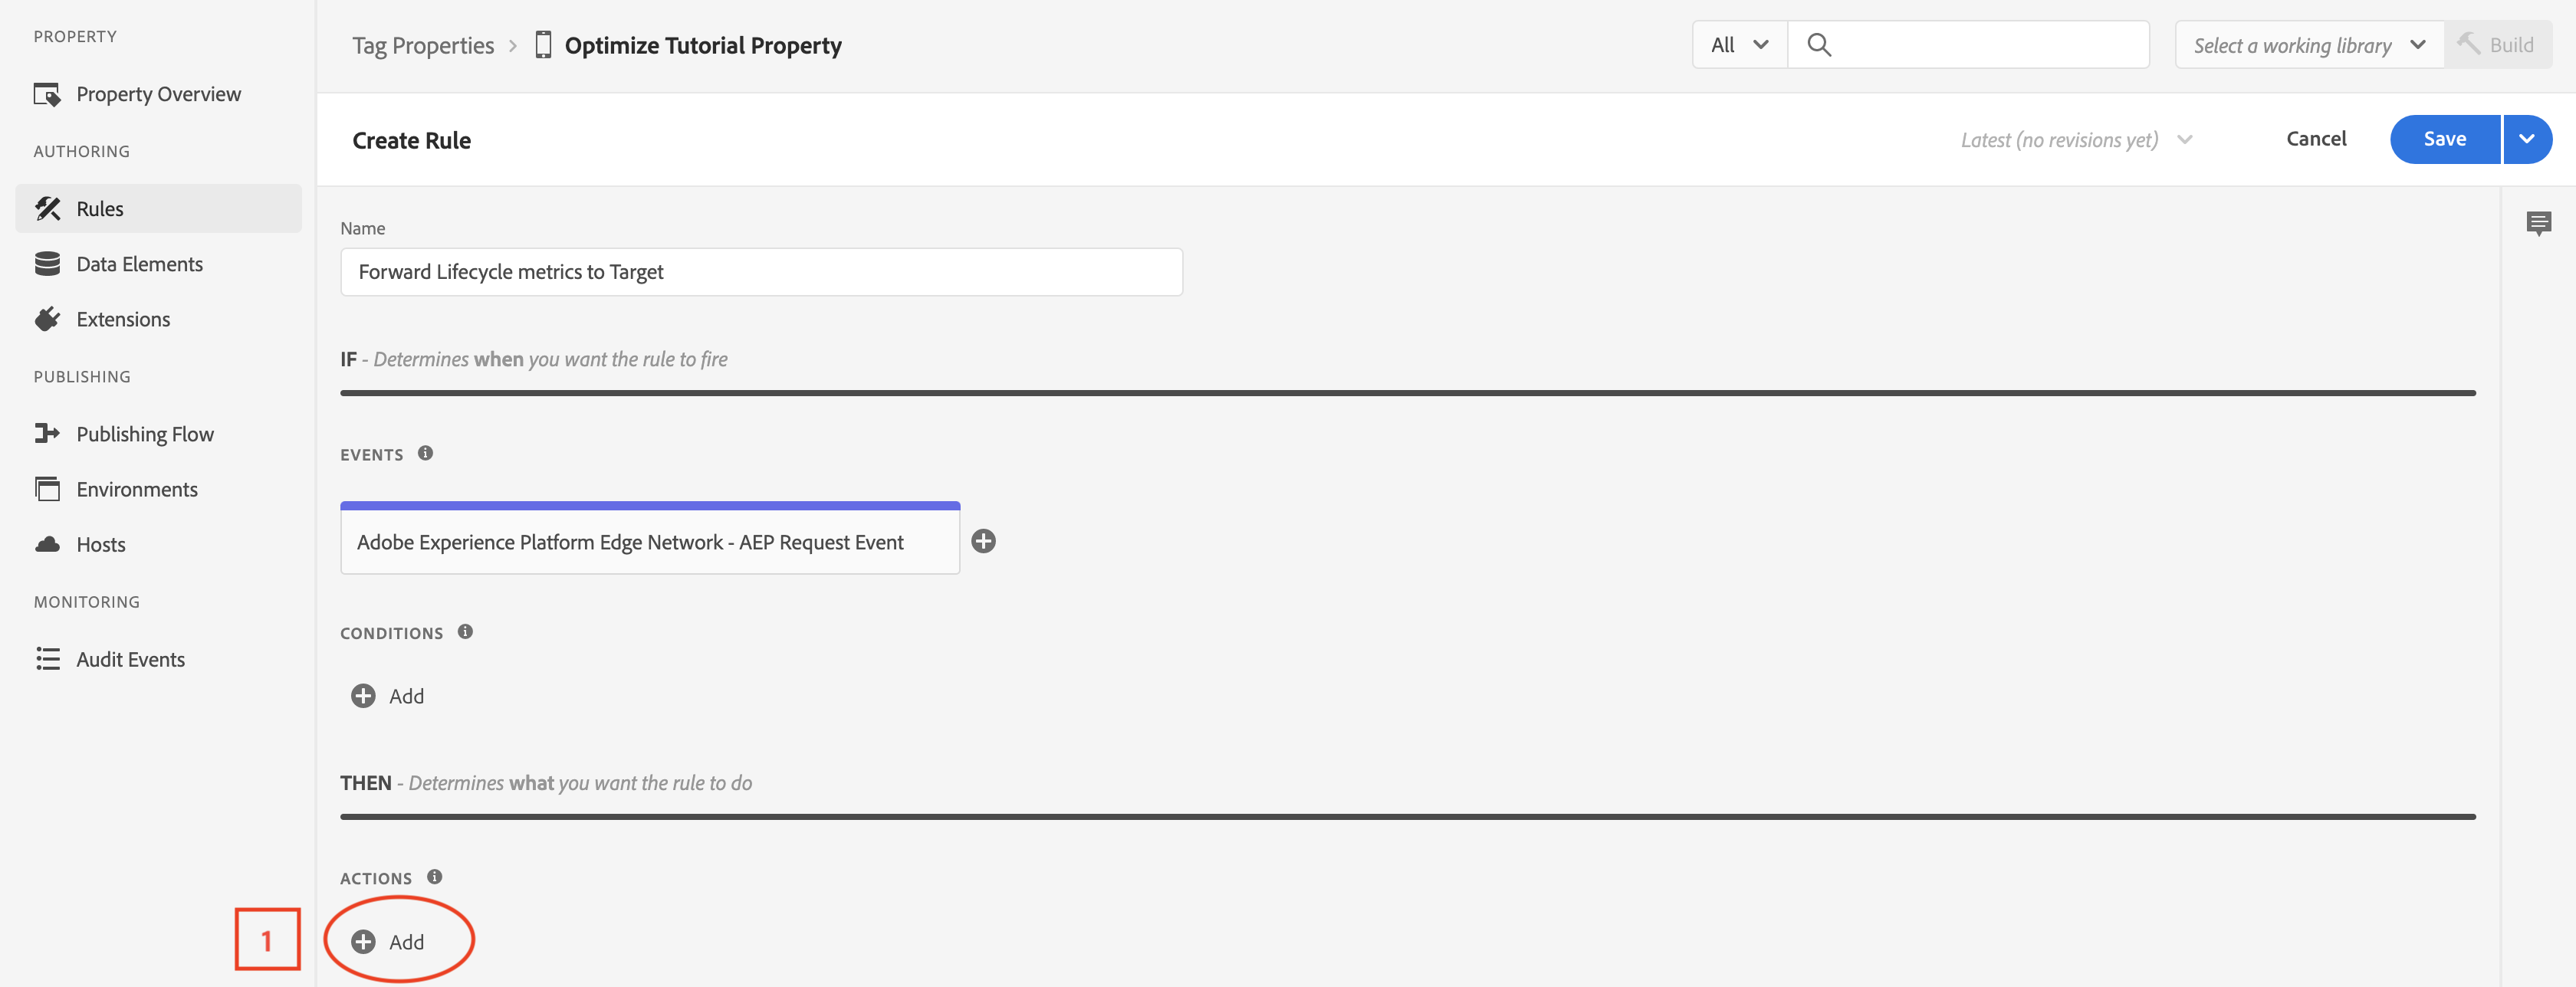 PROPERTY
Property Overview
AUTHORING
Rules
Data Elements
Extensions
PUBLISHING
Publishing Flow
Environments
Hosts
MONITORING
Audit Events
Tag Properties > Optimize Tutorial Property
All
Select a working library
Build
Create Rule
Latest (no revisions yet)
Cancel
Save
Name
Forward Lifecycle metrics to Target
IF - Determines when you want the rule to fire
EVENTS
Adobe Experience Platform Edge Network - AEP Request Event
CONDITIONS
Add
THEN - Determines what you want the rule to do
ACTIONS
1
Add